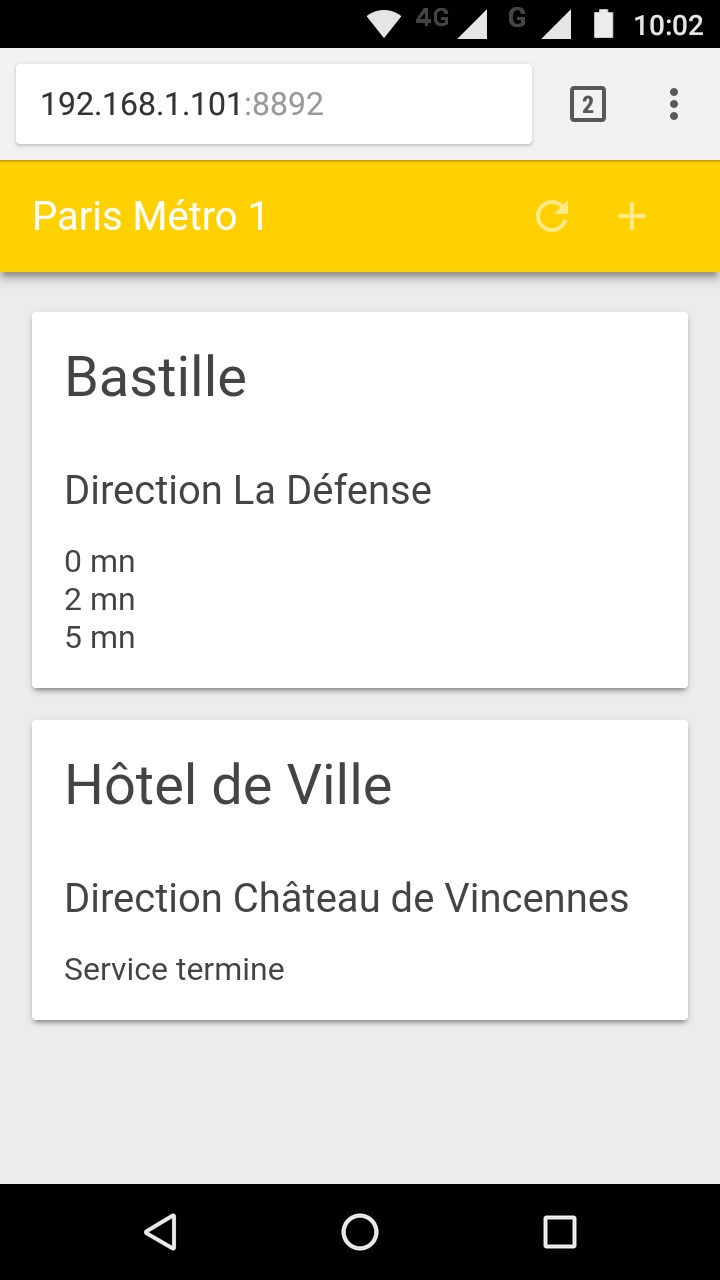 4G G 10:02
192.168.1.101:8892 2
Paris Métro 1
Bastille
Direction La Défense
0 mn
2 mn
5 mn
Hôtel de Ville
Direction Château de Vincennes
Service termine